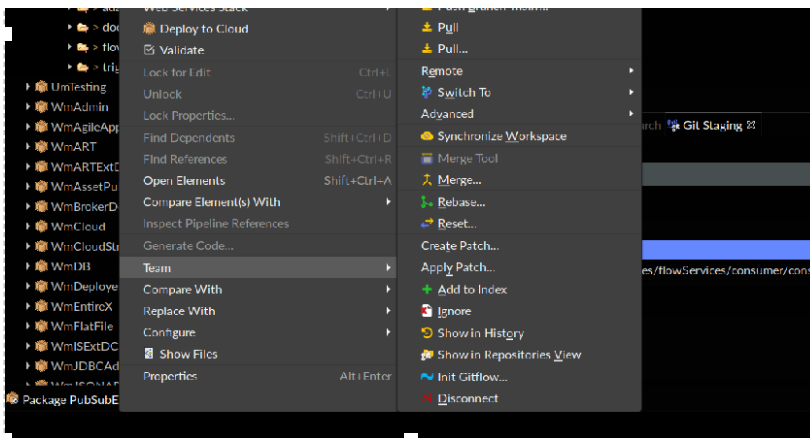 doc
Web Services Stack
Deploy to Cloud
Validate
Lock for Edit Ctrl+L
Unlock Ctrl+U
Lock Properties...
Find Dependents Shift+Ctrl+D
Find References Shift+Ctrl+R
Open Elements Shift+Ctrl+A
Compare Element(s) With
Inspect Pipeline References
Generate Code...
Team
Compare With
Replace With
Configure
Show Files
Properties Alt+Enter
Pull
Pull...
Remote
Switch To
Advanced
Synchronize Workspace
Merge Tool
Merge...
Rebase...
Reset...
Create Patch...
Apply Patch...
Add to Index
Ignore
Show in History
Show in Repositories View
Init Gitflow...
Disconnect
UmTesting
WmAdmin
WmAgileApp
WmART
WmARTExtD
WmAssetPu
WmBrokerD
WmCloud
WmCloudStr
WmDB
WmDeploye
WmEntireX
WmFlatFile
WmISExtDC
WmJDBCAd
Package PubSubE
Git Staging
es/flowServices/consumer/cons